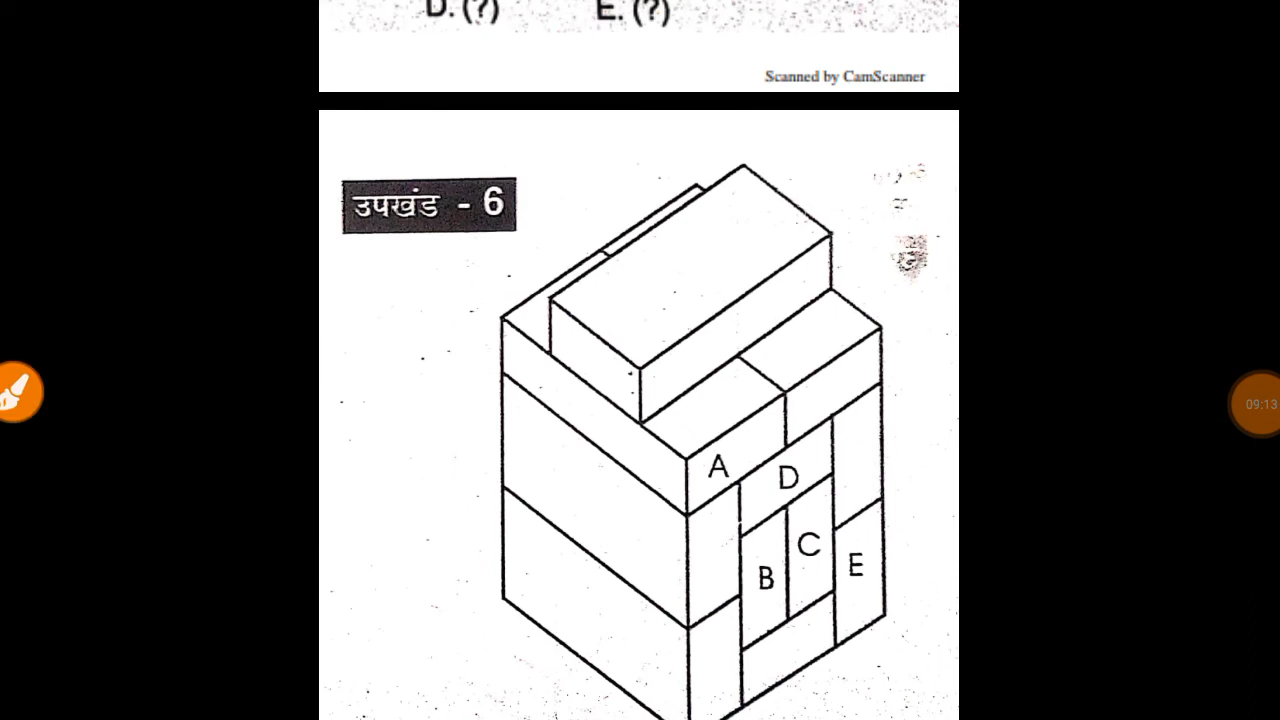 D. (?) E. (?)
Scanned by CamScanner
उपखंड - 6
A
D
C
B
E
09:13